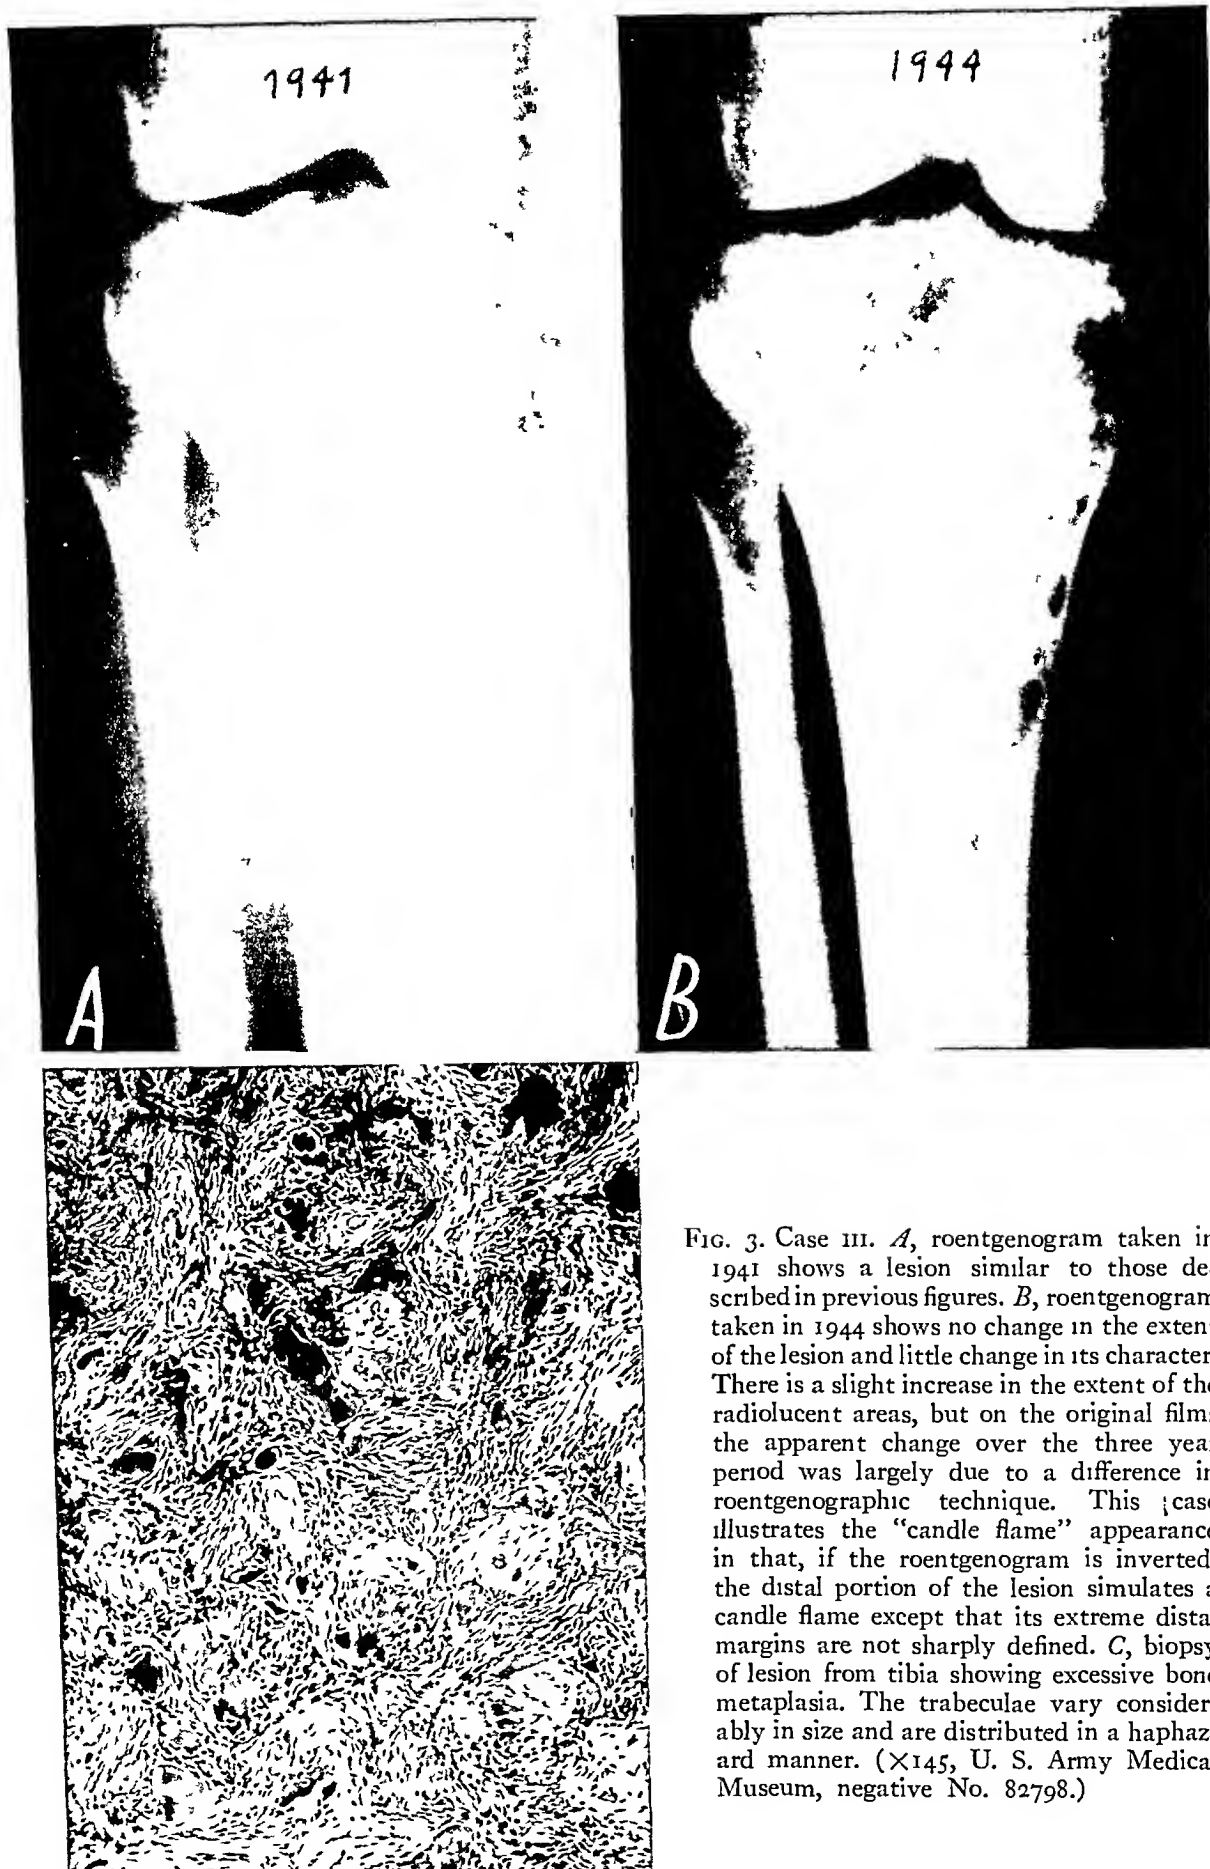 1941
1944
A
B
FIG. 3. Case III. A, roentgenogram taken in
1941 shows a lesion similar to those de
scribed in previous figures. B, roentgenogram
taken in 1944 shows no change in the exten
of the lesion and little change in its character
There is a slight increase in the extent of the
radiolucent areas, but on the original film
the apparent change over the three yea
period was largely due to a difference in
roentgenographic technique. This case
illustrates the “candle flame” appearance
in that, if the roentgenogram is inverted
the distal portion of the lesion simulates a
candle flame except that its extreme dista
margins are not sharply defined. C, biopsy
of lesion from tibia showing excessive bone
metaplasia. The trabeculae vary consider
ably in size and are distributed in a haphaz
ard manner. (×145, U. S. Army Medica
Museum, negative No. 82798.)